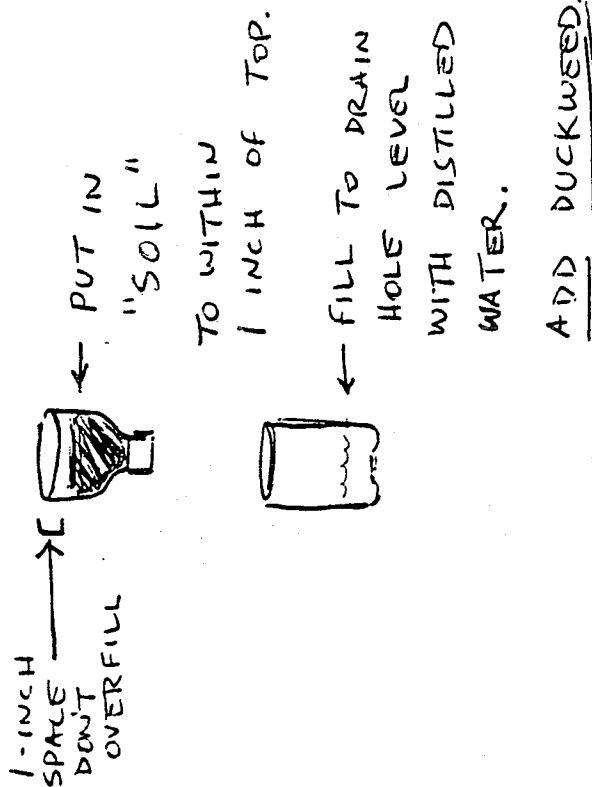 1-INCH
SPACE
DON'T
OVERFILL
PUT IN
"SOIL"
TO WITHIN
1 INCH OF TOP.
FILL TO DRAIN
HOLE LEVEL
WITH DISTILLED
WATER.
ADD DUCKWEED.